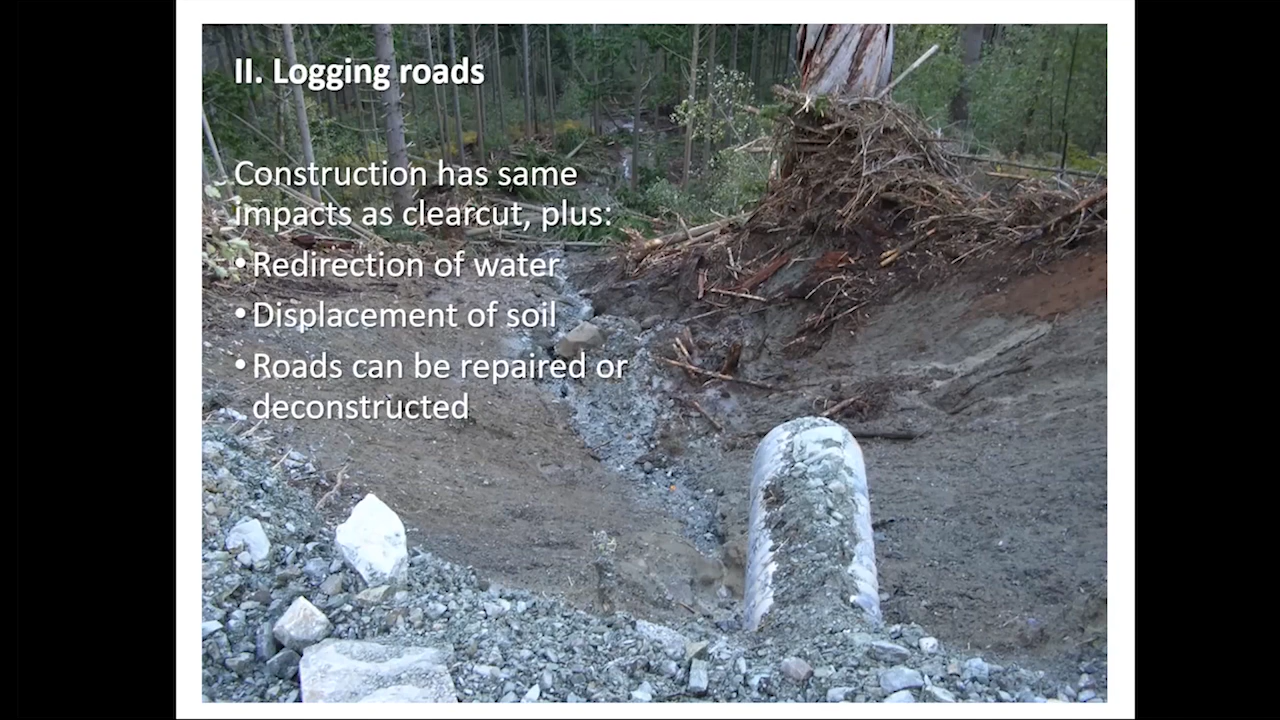 II. Logging roads
Construction has same
impacts as clearcut, plus:
• Redirection of water
• Displacement of soil
• Roads can be repaired or
deconstructed